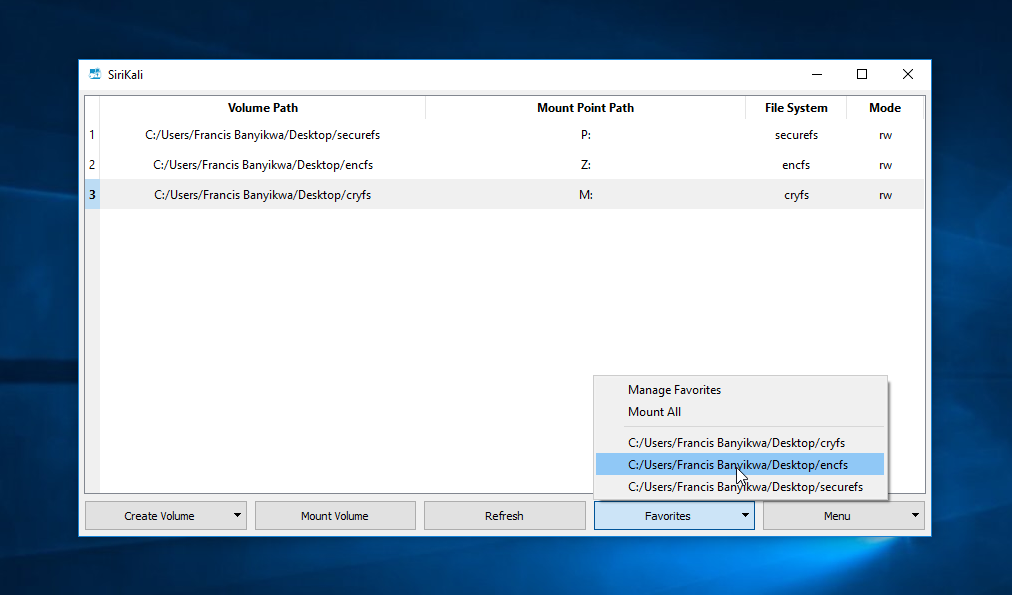 SiriKali
Volume Path Mount Point Path File System Mode
1 C:/Users/Francis Banyikwa/Desktop/securefs P: securefs rw
2 C:/Users/Francis Banyikwa/Desktop/encfs Z: encfs rw
3 C:/Users/Francis Banyikwa/Desktop/cryfs M: cryfs rw
Manage Favorites
Mount All
C:/Users/Francis Banyikwa/Desktop/cryfs
C:/Users/Francis Banyikwa/Desktop/encfs
C:/Users/Francis Banyikwa/Desktop/securefs
Create Volume Mount Volume Refresh Favorites Menu